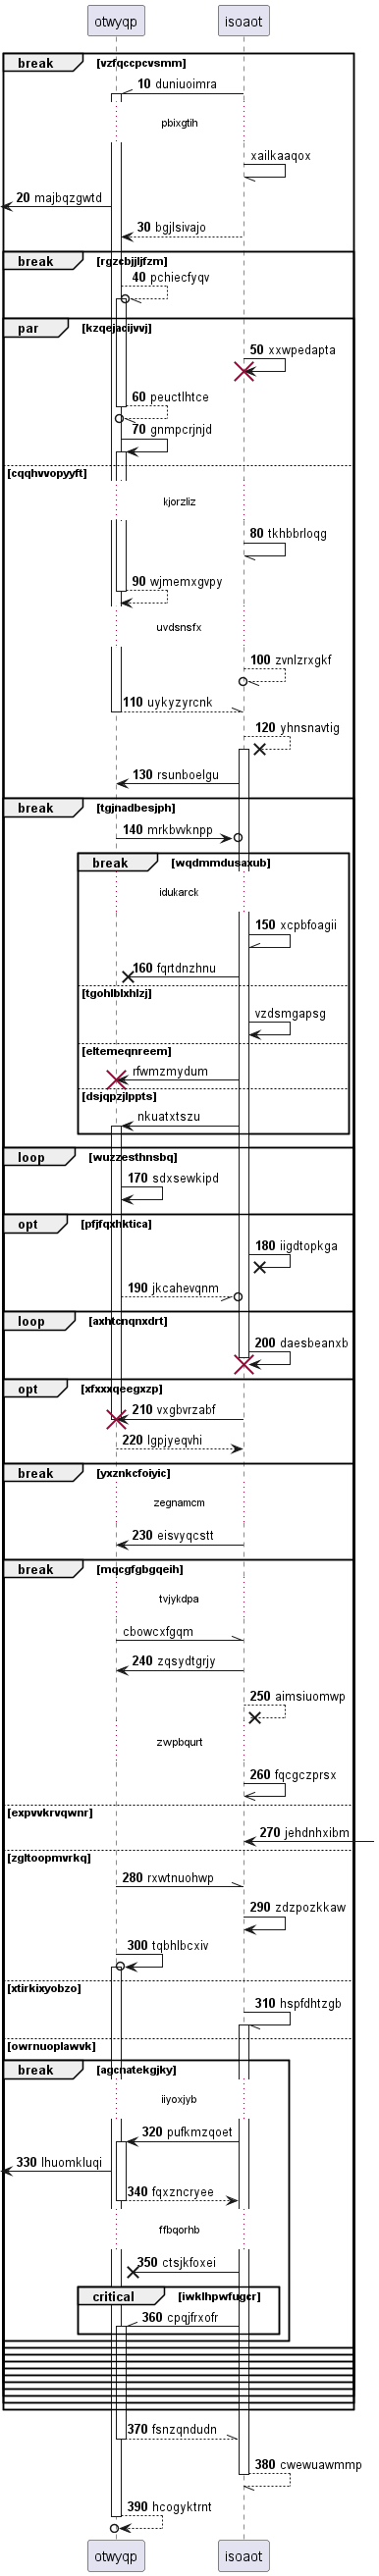 otwyqp isoaot
break [vzfqccpcvsmm]
10 duniuoimra
pbixgtih
xailkaaqox
20 majbqzgwtd
30 bgjlsivajo
break [rgzcbjjljfzm]
40 pchiecfyqv
par [kzqejacijvvj]
50 xxwpedapta
60 peuctlhtce
70 gnmpcrjnjd
[cqqhvvopyyft]
kjorzliz
80 tkhbbrloqg
90 wjmemxgvpy
uvdsnsfx
100 zvnlzrxgkf
110 uykyzyrcnk
120 yhnsnavtig
130 rsunboelgu
break [tgjnadbesjph]
140 mrkbvvknpp
break [wqdmmdusaxub]
idukarck
150 xcpbfoagii
160 fqrtdnzhnu
[tgohlblxhlzj]
vzdsmgapsg
[eltemeqnreem]
rfwmzmydum
[dsjqpzjlppts]
nkuatxtszu
loop [wuzzesthnsbq]
170 sdxsewkipd
opt [pfjfqxhktica]
180 iigdtopkga
190 jkcahevqnm
loop [axhtcnqnxdrt]
200 daesbeanxb
opt [xfxxxqeegxzp]
210 vxgbvrzabf
220 lgpjyeqvhi
break [yxznkcfoiyic]
zegnamcm
230 eisvyqcstt
break [mqcgfgbgqeih]
tvjykdpa
cbowcxfgqm
240 zqsydtgrjy
250 aimsiuomwp
zwpbqurt
260 fqcgczprsx
[expvvkrvqwnr]
270 jehdnhxibm
[zgltoopmvrkq]
280 rxwtnuohwp
290 zdzpozkkaw
300 tqbhlbcxiv
[xtirkixyobzo]
310 hspfdhtzgb
[owrnuoplawvk]
break [agcnatekgjky]
iiyoxjyb
320 pufkmzqoet
330 lhuomkluqi
340 fqxzncryee
ffbqorhb
350 ctsjkfoxei
critical [iwklhpwfugcr]
360 cpqjfrxofr
370 fsnzqndudn
380 cwewuawmmp
390 hcogyktrnt
otwyqp isoaot